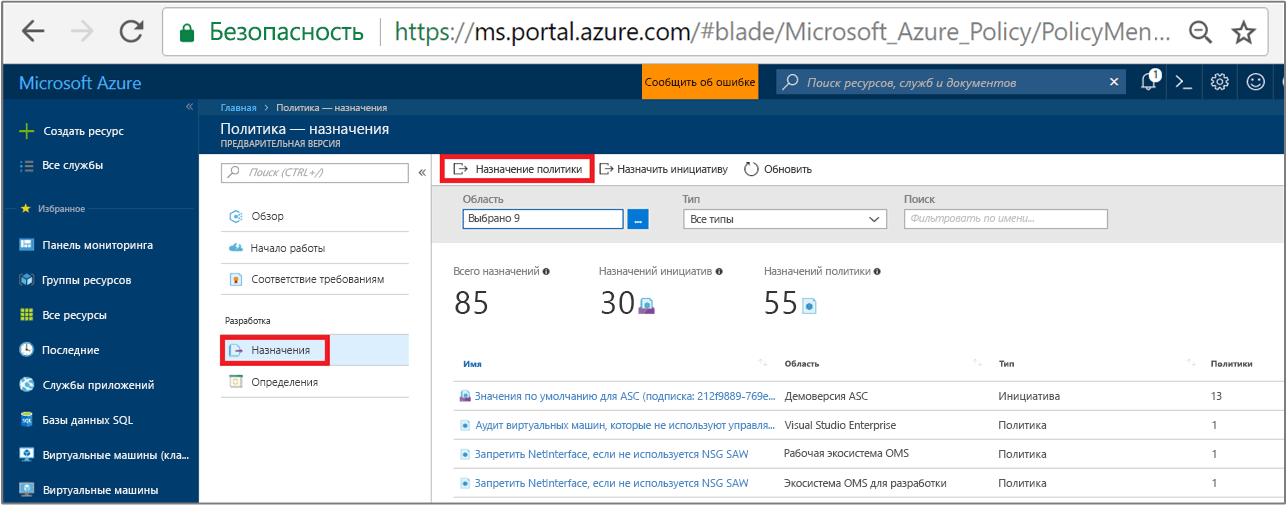 Безопасность https://ms.portal.azure.com/#blade/Microsoft_Azure_Policy/PolicyMen...
Microsoft Azure
Сообщить об ошибке
Поиск ресурсов, служб и документов
1
Главная > Политика — назначения
Политика — назначения
ПРЕДВАРИТЕЛЬНАЯ ВЕРСИЯ
Создать ресурс
Все службы
Избранное
Панель мониторинга
Группы ресурсов
Все ресурсы
Последние
Службы приложений
Базы данных SQL
Виртуальные машины (кла...
Виртуальные машины
Поиск (CTRL+/)
Обзор
Начало работы
Соответствие требованиям
Разработка
Назначения
Определения
Назначение политики Назначить инициативу Обновить
Область Тип Поиск
Выбрано 9 ... Все типы Фильтровать по имени...
Всего назначений Назначений инициатив Назначений политики
85 30 55
Имя Область Тип Политики
Значения по умолчанию для ASC (подписка: 212f9889-769e... Демоверсия ASC Инициатива 13
Аудит виртуальных машин, которые не используют управля... Visual Studio Enterprise Политика 1
Запретить NetInterface, если не используется NSG SAW Рабочая экосистема OMS Политика 1
Запретить NetInterface, если не используется NSG SAW Экосистема OMS для разработки Политика 1